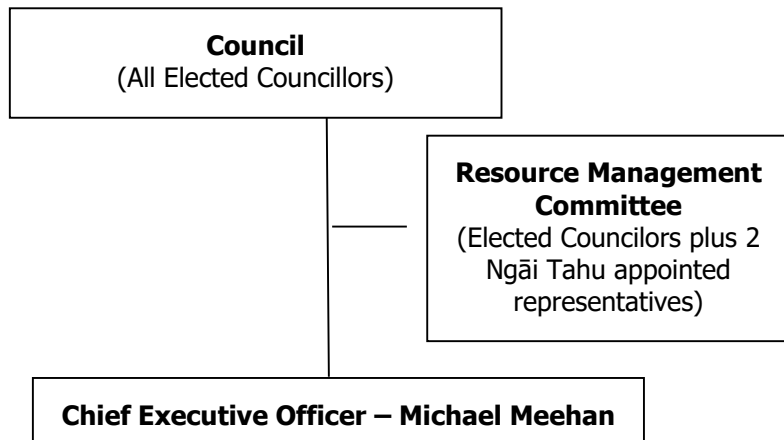 Council
(All Elected Councillors)
Resource Management
Committee
(Elected Councilors plus 2
Ngāi Tahu appointed
representatives)
Chief Executive Officer – Michael Meehan